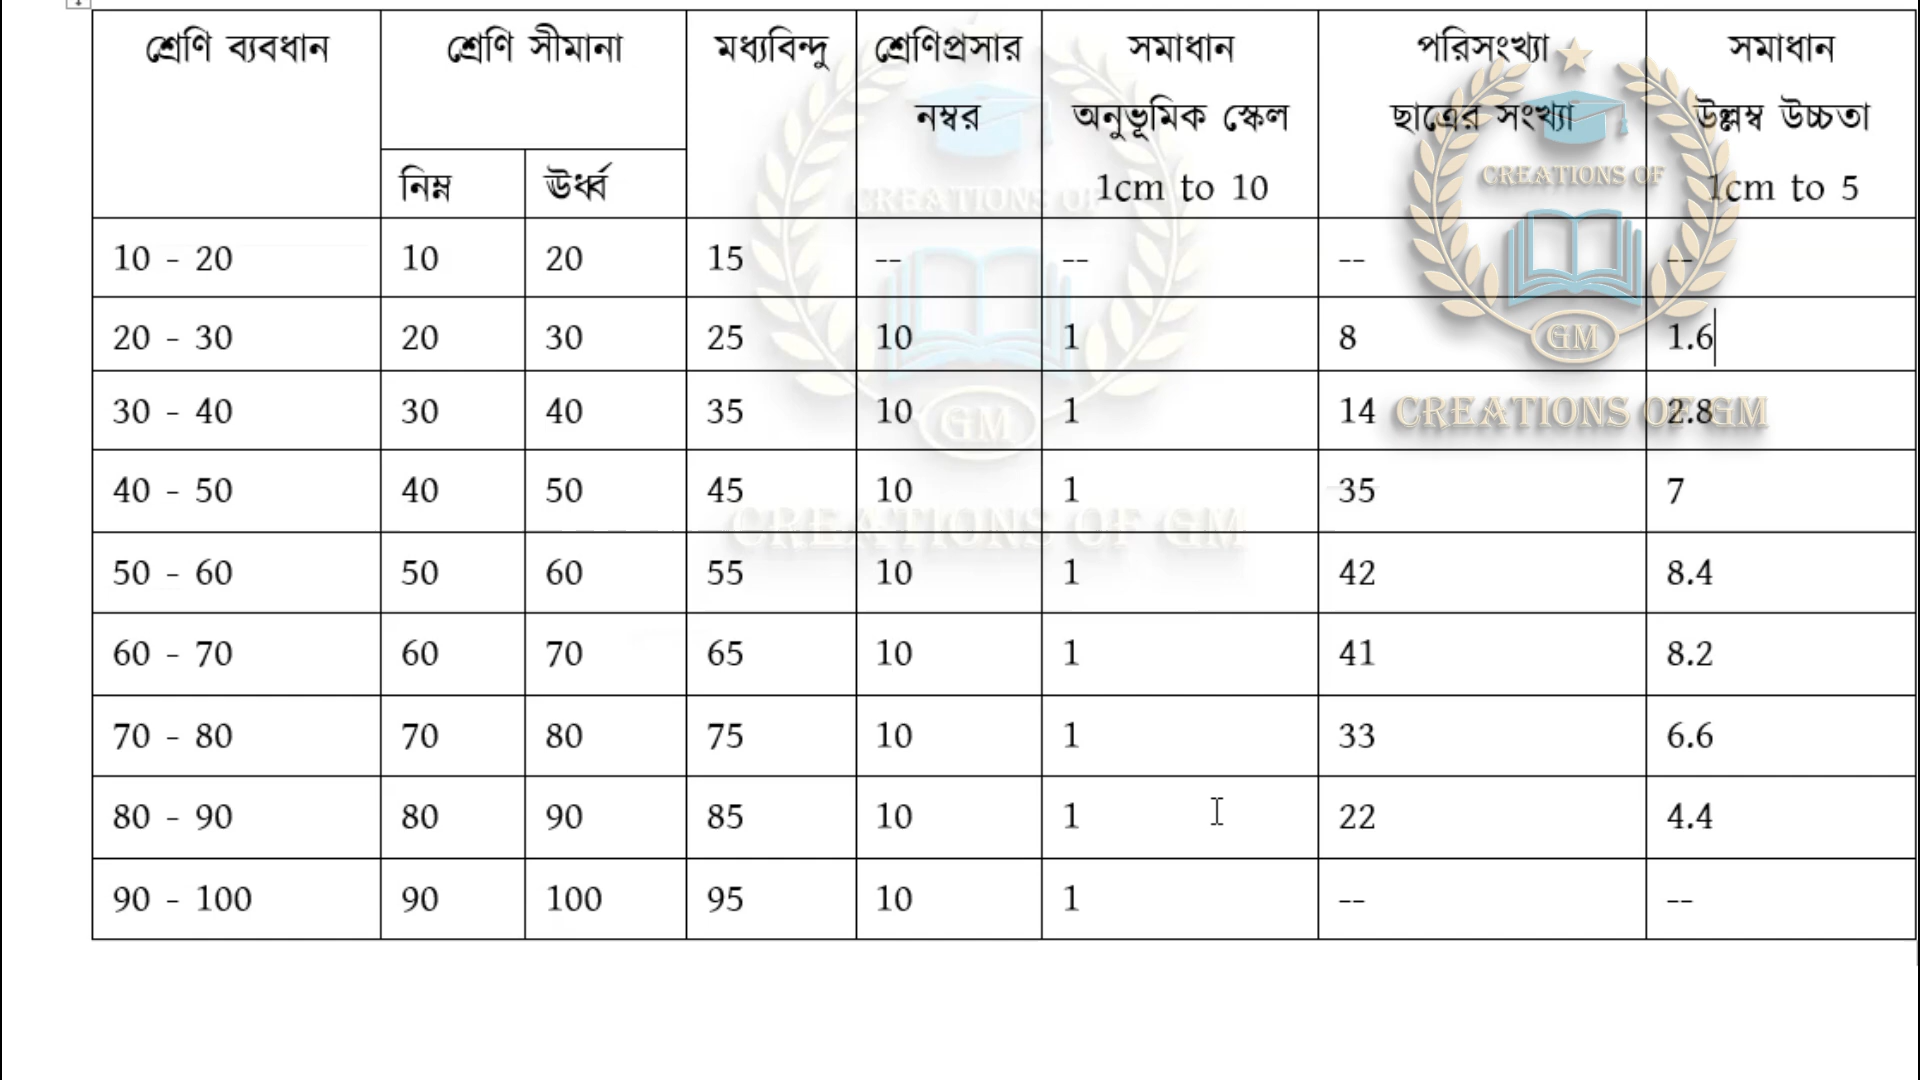 শ্রেণি ব্যবধান শ্রেণি সীমানা মধ্যবিন্দু শ্রেণিপ্রসার সমাধান পরিসংখ্যা সমাধান
নম্বর অনুভূমিক স্কেল ছাত্রের সংখ্যা উল্লম্ব উচ্চতা
নিম্ন ঊর্ধ্ব 1cm to 10 1cm to 5
10 - 20 10 20 15 -- -- -- --
20 - 30 20 30 25 10 1 8 1.6
30 - 40 30 40 35 10 1 14 2.8
40 - 50 40 50 45 10 1 35 7
50 - 60 50 60 55 10 1 42 8.4
60 - 70 60 70 65 10 1 41 8.2
70 - 80 70 80 75 10 1 33 6.6
80 - 90 80 90 85 10 1 22 4.4
90 - 100 90 100 95 10 1 -- --
CREATIONS OF
GM
CREATIONS OF GM
CREATIONS OF
GM
CREATIONS OF GM